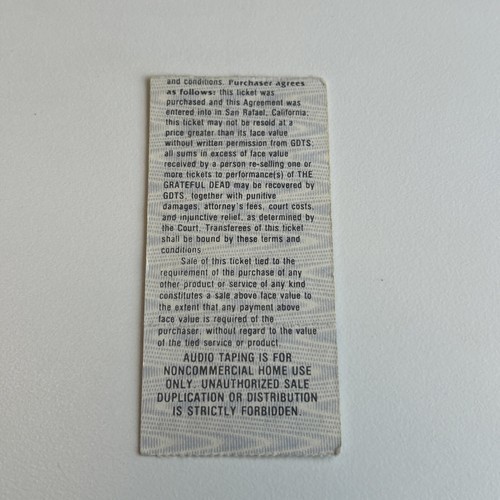 and conditions. Purchaser agrees
as follows: this ticket was
purchased and this Agreement was
entered into in San Rafael, California;
this ticket may not be resold at a
price greater than its face value
without written permission from GDTS;
all sums in excess of face value
received by a person re-selling one or
more tickets to performance(s) of THE
GRATEFUL DEAD may be recovered by
GDTS, together with punitive
damages, attorney's fees, court costs,
and injunctive relief, as determined by
the Court. Transferees of this ticket
shall be bound by these terms and
conditions.
Sale of this ticket tied to the
requirement of the purchase of any
other product or service of any kind
constitutes a sale above face value to
the extent that any payment above
face value is required of the
purchaser, without regard to the value
of the tied service or product.
AUDIO TAPING IS FOR
NONCOMMERCIAL HOME USE
ONLY. UNAUTHORIZED SALE
DUPLICATION OR DISTRIBUTION
IS STRICTLY FORBIDDEN.